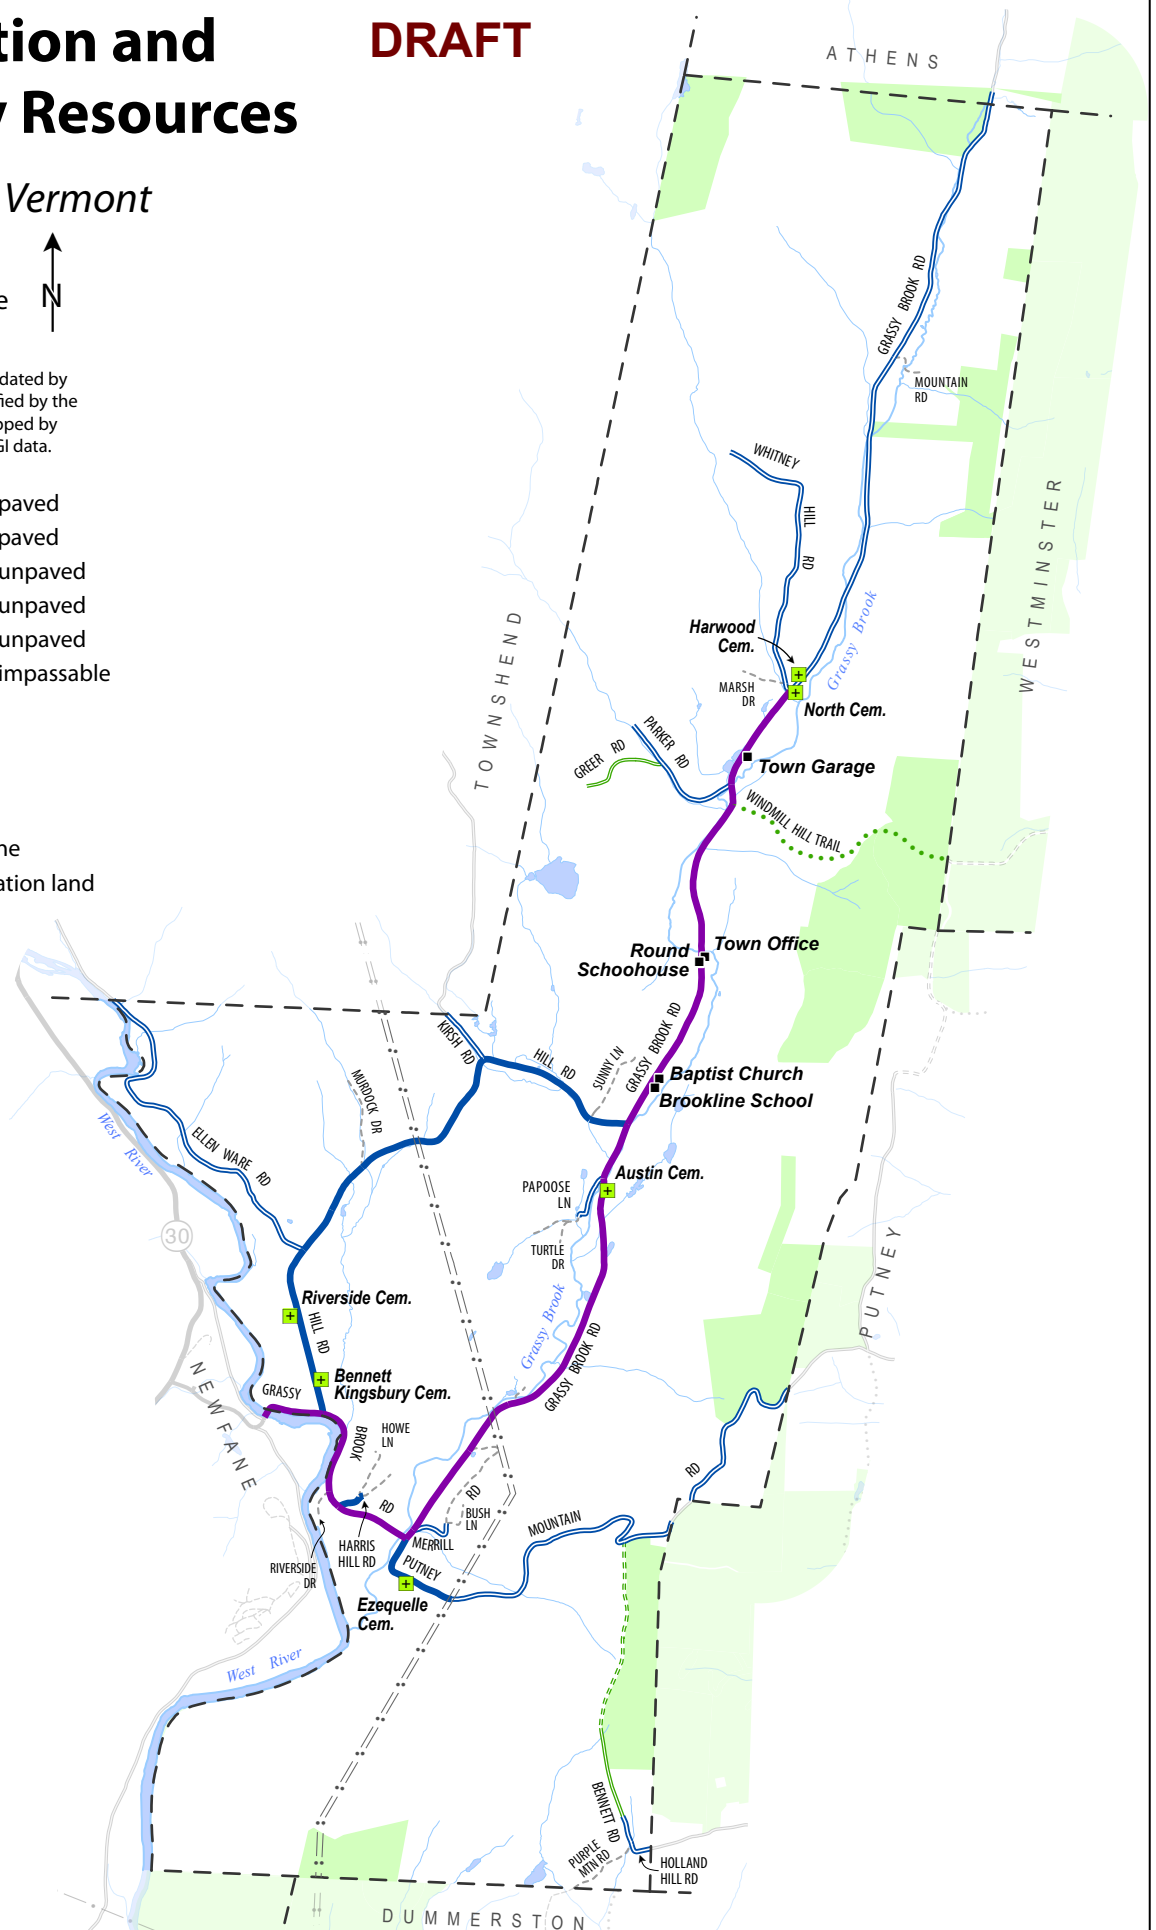 tion and
y Resources
DRAFT
Vermont
N
e
dated by
fied by the
pped by
GI data.
paved
paved
unpaved
unpaved
unpaved
impassable
ne
ation land
ATHENS
GRASSY BROOK RD
MOUNTAIN
RD
WHITNEY
HILL
RD
WESTMINSTER
Grassy Brook
Harwood
Cem.
MARSH
DR
North Cem.
TOWNSHEND
PARKER RD
GREER RD
Town Garage
WINDMILL HILL TRAIL
Town Office
Round
Schoohouse
KIRSH RD
HILL RD
SUNNY LN
GRASSY BROOK RD
Baptist Church
Brookline School
MURDOCK DR
West River
ELLEN WARE RD
30
Austin Cem.
PAPOOSE
LN
TURTLE
DR
PUTNEY
Riverside Cem.
HILL RD
Grassy Brook
GRASSY BROOK RD
Bennett
Kingsbury Cem.
NEWFANE
GRASSY
BROOK
RD
HOWE
LN
RD
BUSH
LN
MERRILL
HARRIS
HILL RD
RIVERSIDE
DR
PUTNEY
MOUNTAIN
RD
Ezequelle
Cem.
West River
BENNETT RD
PURPLE
MTN RD
HOLLAND
HILL RD
DUMMERSTON